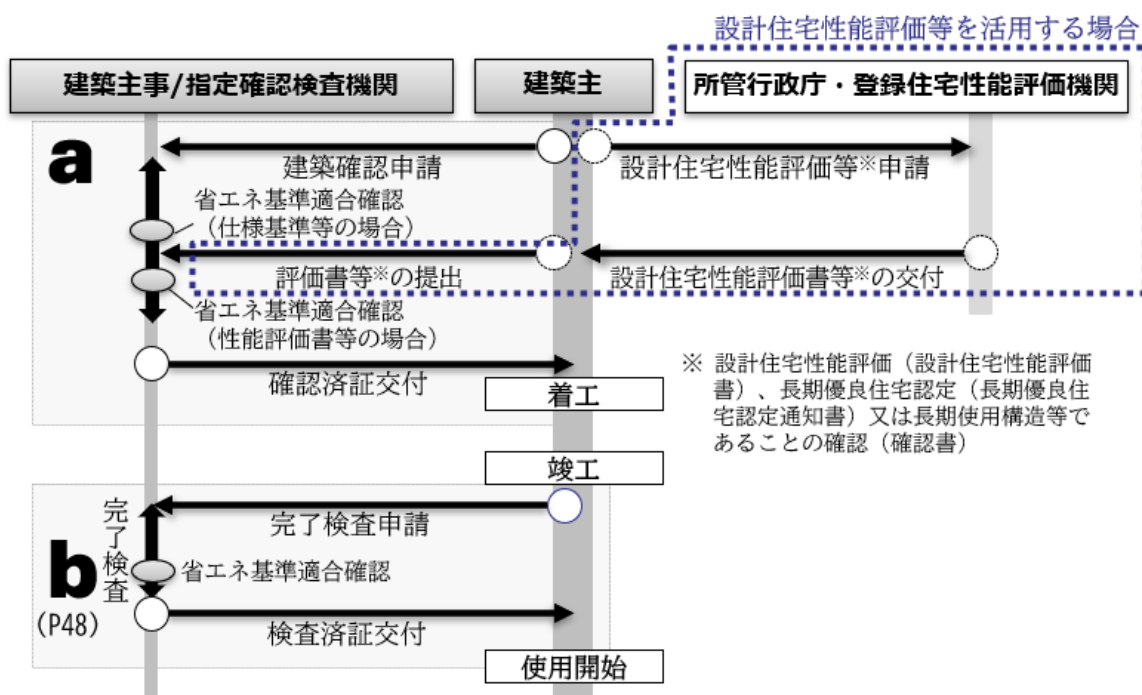 設計住宅性能評価等を活用する場合
建築主事/指定確認検査機関
建築主
所管行政庁・登録住宅性能評価機関
a
建築確認申請
設計住宅性能評価等※申請
省エネ基準適合確認
（仕様基準等の場合）
評価書等※の提出
設計住宅性能評価書等※の交付
省エネ基準適合確認
（性能評価書等の場合）
確認済証交付
着工
※ 設計住宅性能評価（設計住宅性能評価
書）、長期優良住宅認定（長期優良住
宅認定通知書）又は長期使用構造等で
あることの確認（確認書）
竣工
完了検査申請
完了検査
b
（P48）
省エネ基準適合確認
検査済証交付
使用開始